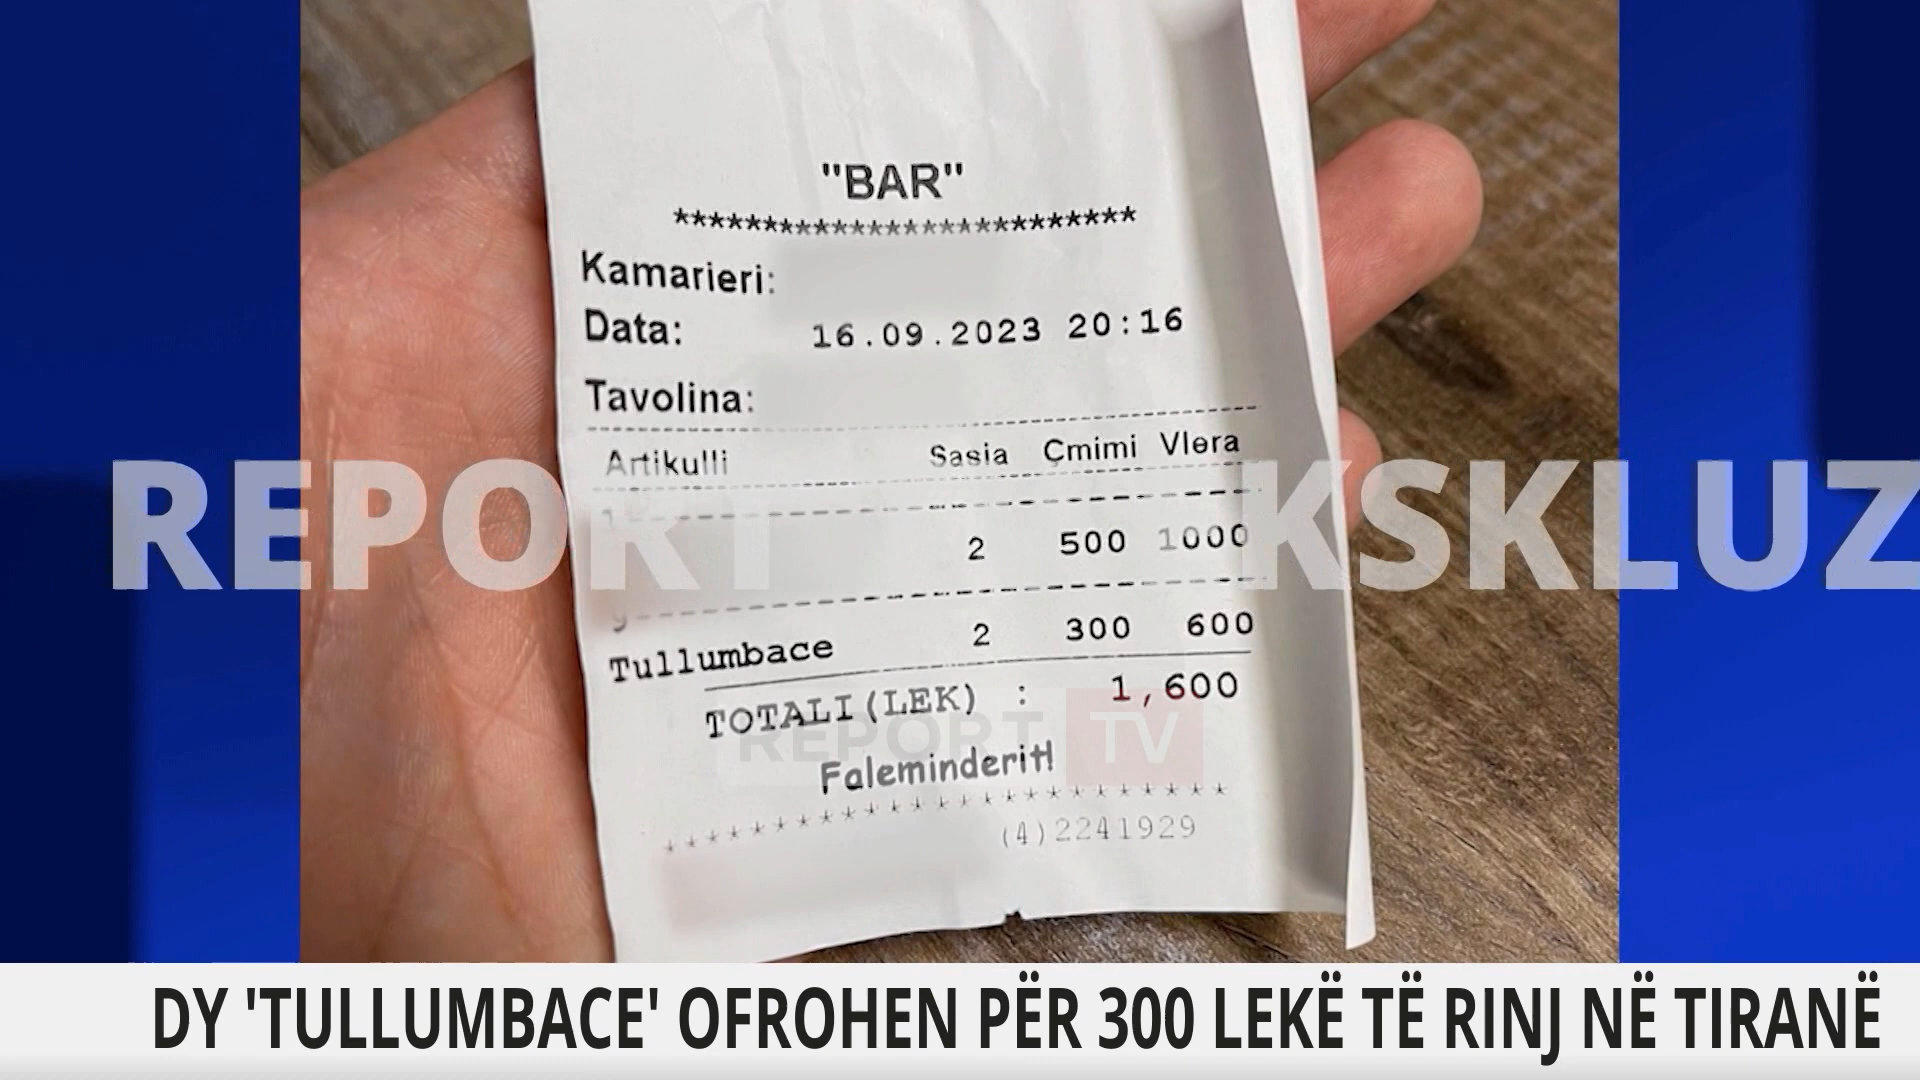 "BAR"
**************************
Kamarieri:
Data: 16.09.2023 20:16
Tavolina:
Artikulli Sasia Çmimi Vlera
2 500 1000
Tullumbace 2 300 600
TOTALI(LEK) : 1,600
REPORT TV
Faleminderit!
(4)2241929
REPORT KSKLUZ
DY 'TULLUMBACE' OFROHEN PËR 300 LEKË TË RINJ NË TIRANË